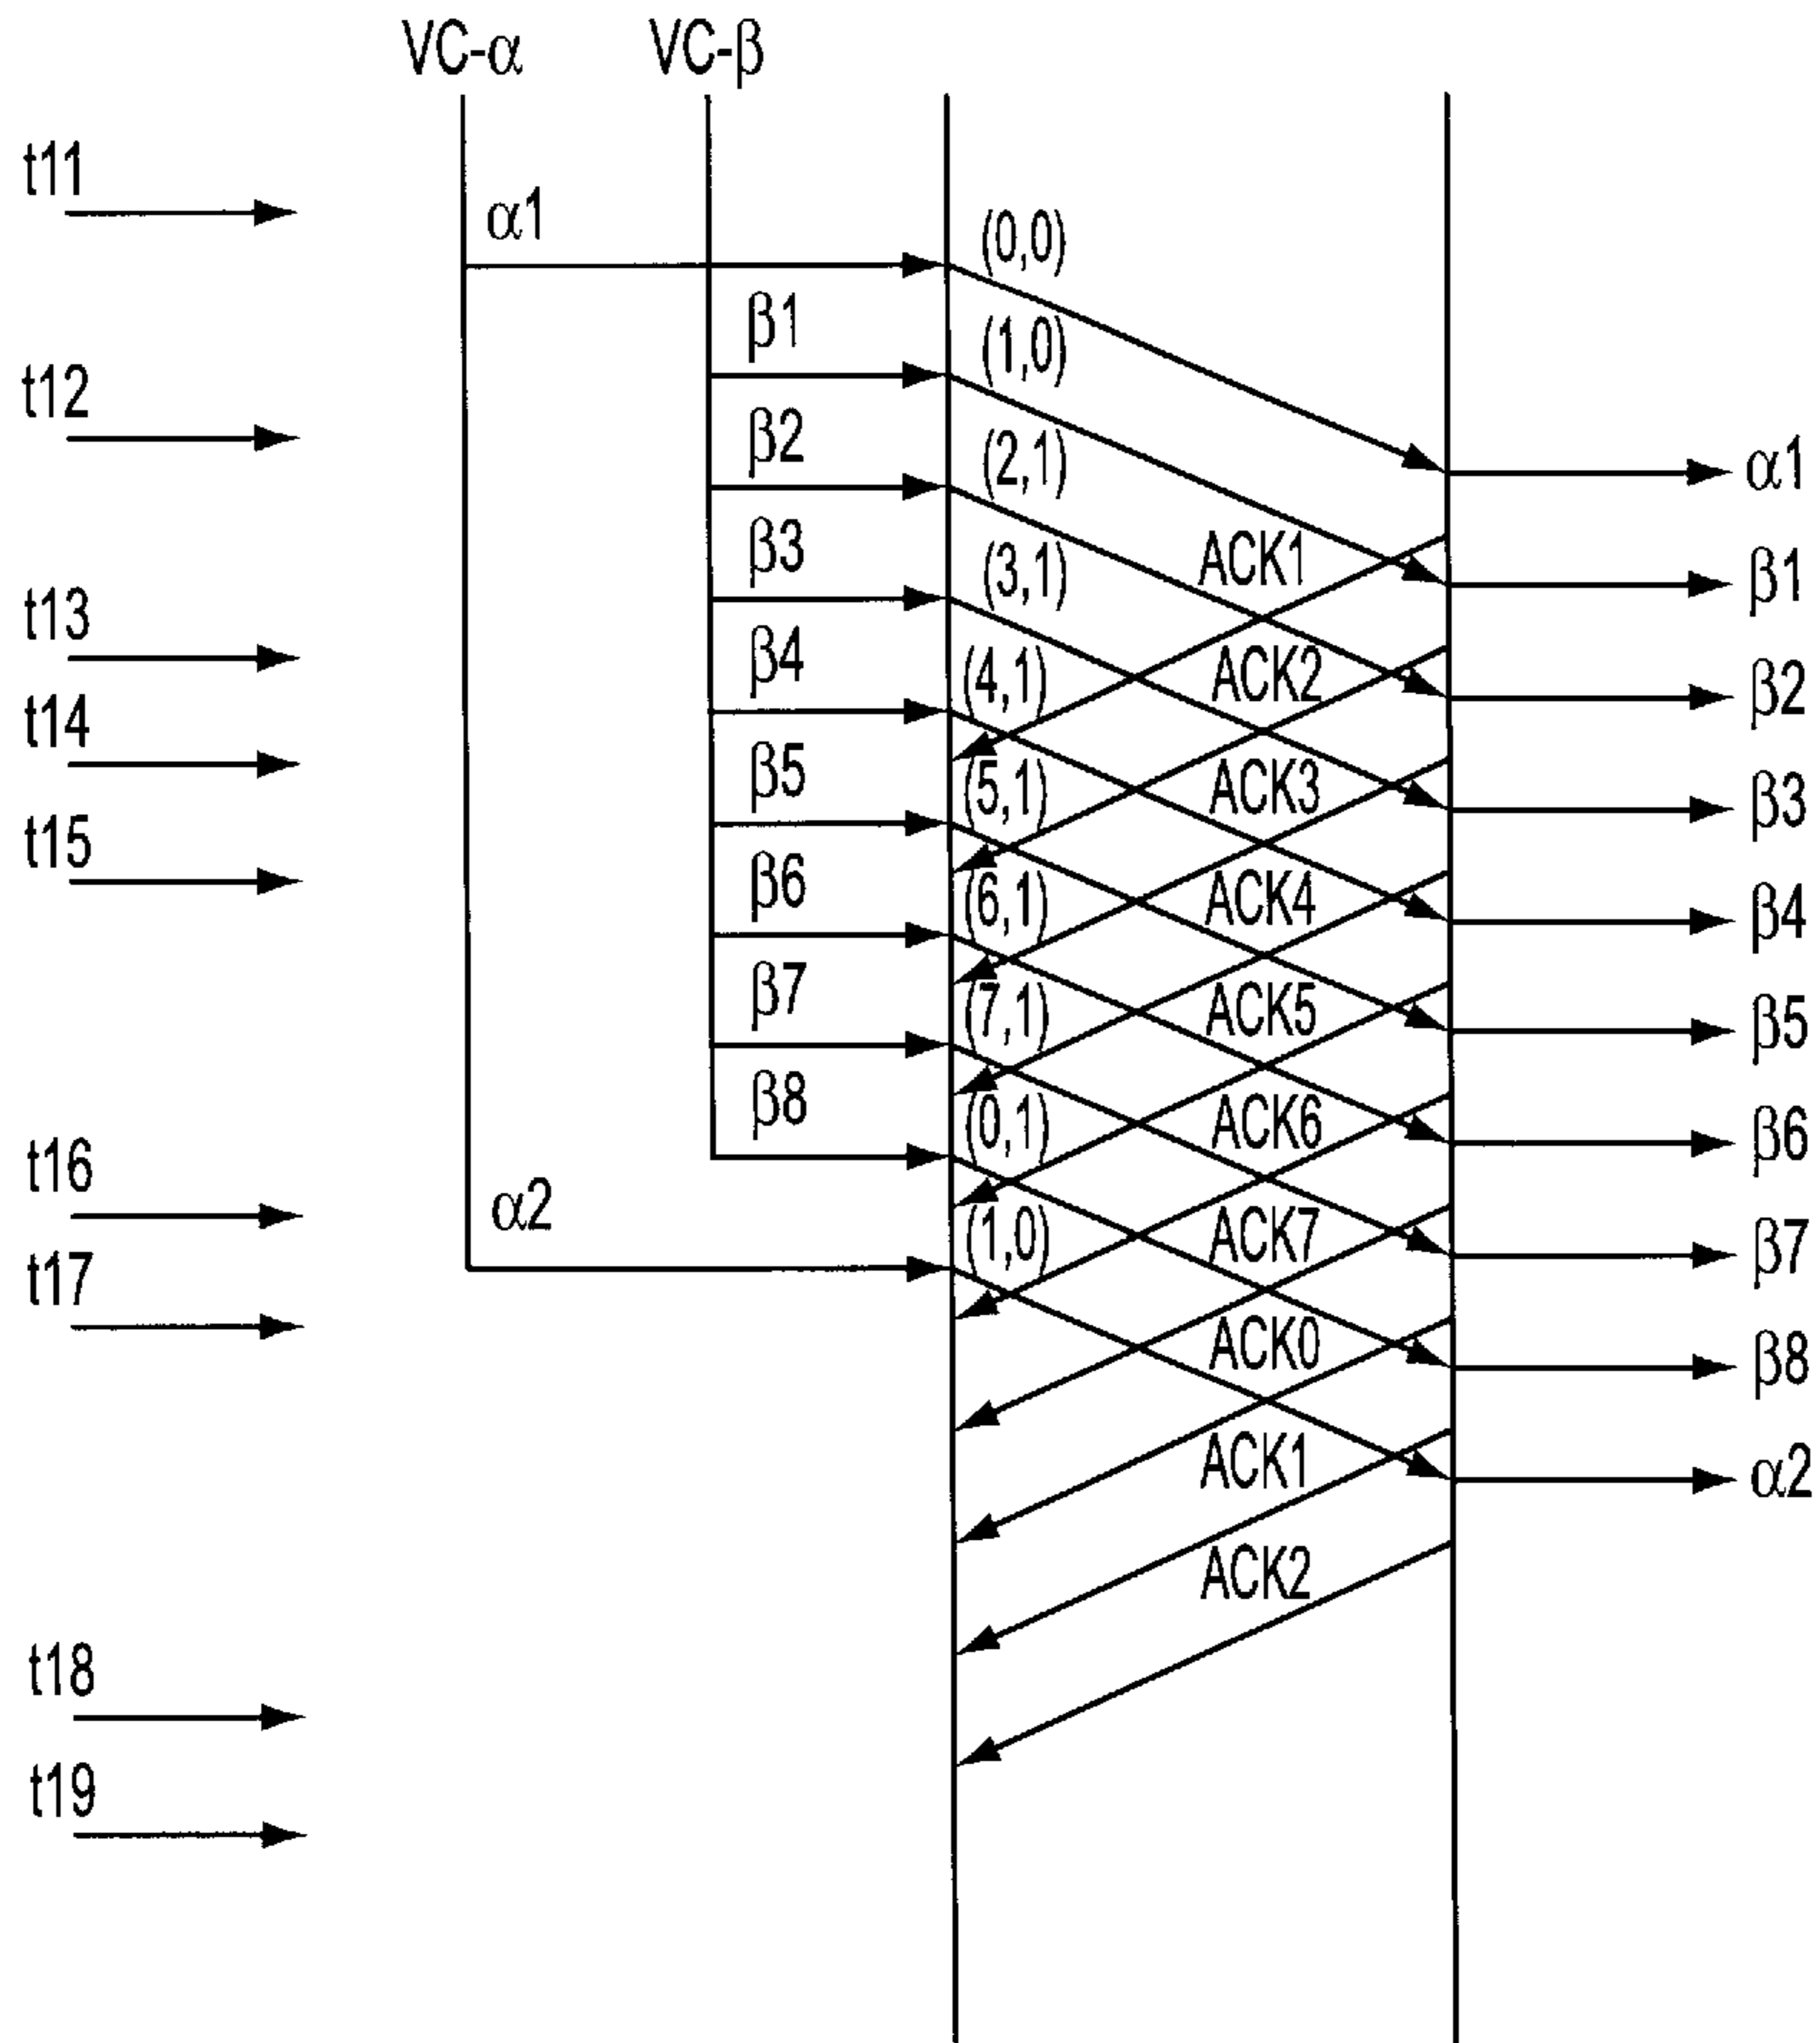 VC-α VC-β
t11
α1
(0,0)
β1
(1,0)
t12
β2
(2,1)
α1
β3
(3,1)
ACK1
β1
t13
β4
(4,1)
ACK2
β2
t14
β5
(5,1)
ACK3
β3
t15
β6
(6,1)
ACK4
β4
β7
(7,1)
ACK5
β5
β8
(0,1)
ACK6
β6
t16
α2
(1,0)
ACK7
β7
t17
ACK0
β8
ACK1
α2
ACK2
t18
t19